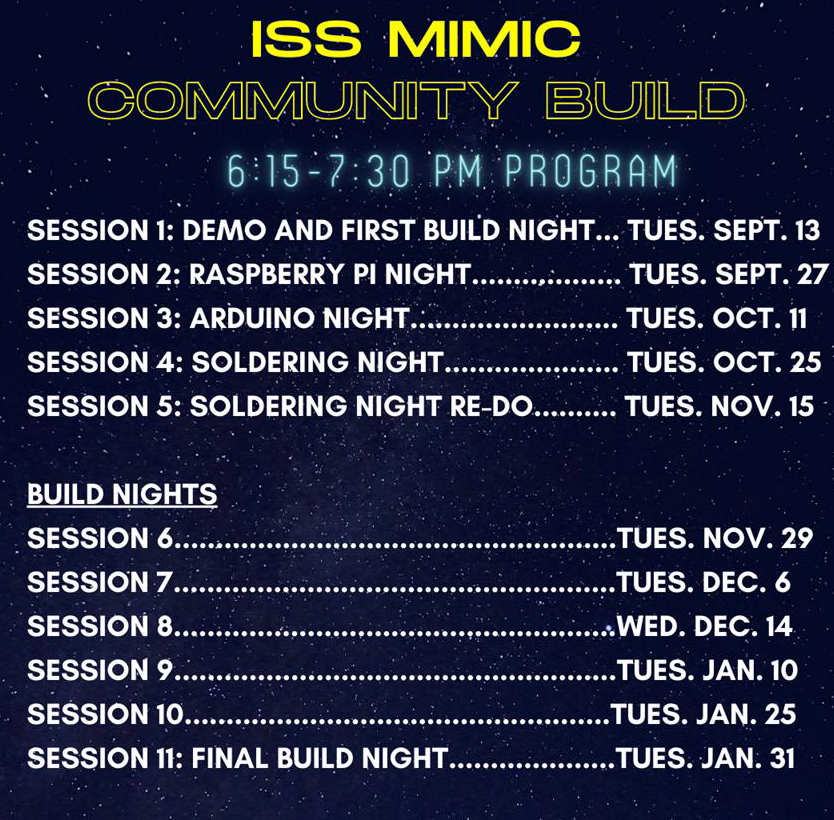 ISS MIMIC
COMMUNITY BUILD
6:15-7:30 PM PROGRAM
SESSION 1: DEMO AND FIRST BUILD NIGHT... TUES. SEPT. 13
SESSION 2: RASPBERRY PI NIGHT.................. TUES. SEPT. 27
SESSION 3: ARDUINO NIGHT......................... TUES. OCT. 11
SESSION 4: SOLDERING NIGHT..................... TUES. OCT. 25
SESSION 5: SOLDERING NIGHT RE-DO.......... TUES. NOV. 15
BUILD NIGHTS
SESSION 6.....................................................TUES. NOV. 29
SESSION 7.....................................................TUES. DEC. 6
SESSION 8.....................................................WED. DEC. 14
SESSION 9.....................................................TUES. JAN. 10
SESSION 10...................................................TUES. JAN. 25
SESSION 11: FINAL BUILD NIGHT....................TUES. JAN. 31